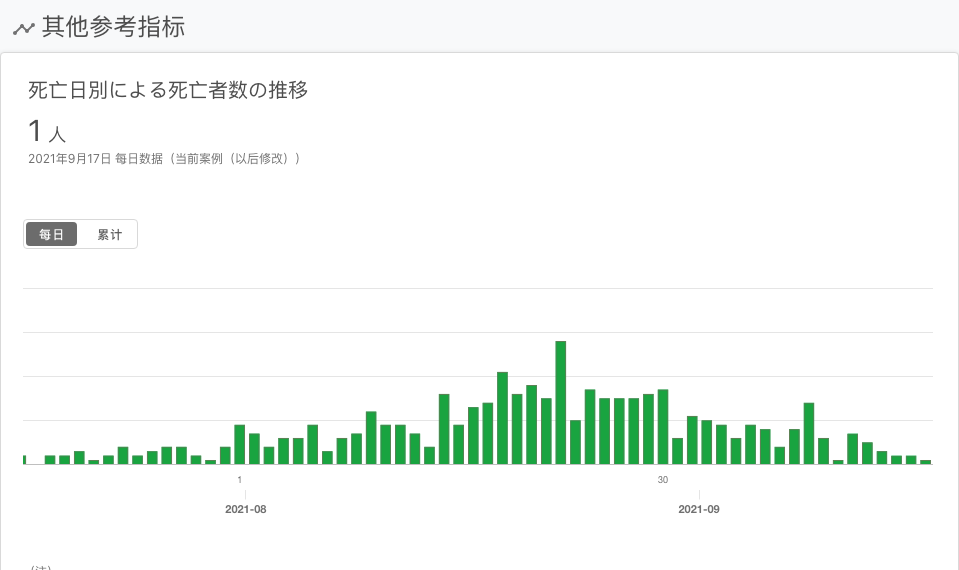 其他参考指标
死亡日別による死亡者数の推移
1 人
2021年9月17日 每日数据（当前案例（以后修改））
每日 累计
1 30
2021-08 2021-09